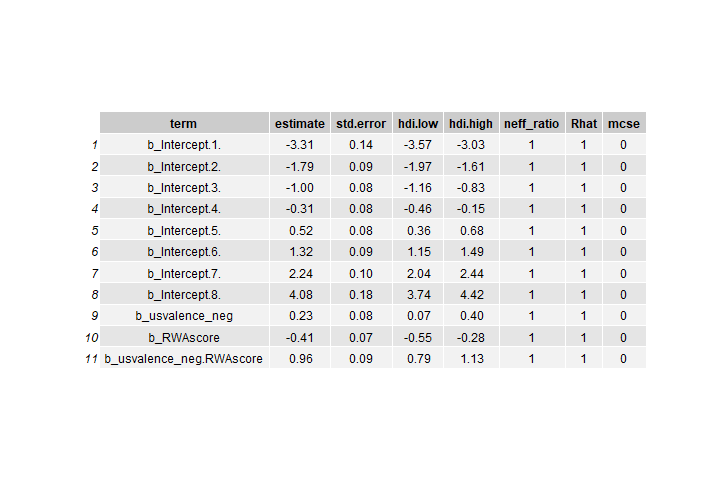 term estimate std.error hdi.low hdi.high neff_ratio Rhat mcse
1 b_Intercept.1. -3.31 0.14 -3.57 -3.03 1 1 0
2 b_Intercept.2. -1.79 0.09 -1.97 -1.61 1 1 0
3 b_Intercept.3. -1.00 0.08 -1.16 -0.83 1 1 0
4 b_Intercept.4. -0.31 0.08 -0.46 -0.15 1 1 0
5 b_Intercept.5. 0.52 0.08 0.36 0.68 1 1 0
6 b_Intercept.6. 1.32 0.09 1.15 1.49 1 1 0
7 b_Intercept.7. 2.24 0.10 2.04 2.44 1 1 0
8 b_Intercept.8. 4.08 0.18 3.74 4.42 1 1 0
9 b_usvalence_neg 0.23 0.08 0.07 0.40 1 1 0
10 b_RWAscore -0.41 0.07 -0.55 -0.28 1 1 0
11 b_usvalence_neg.RWAscore 0.96 0.09 0.79 1.13 1 1 0